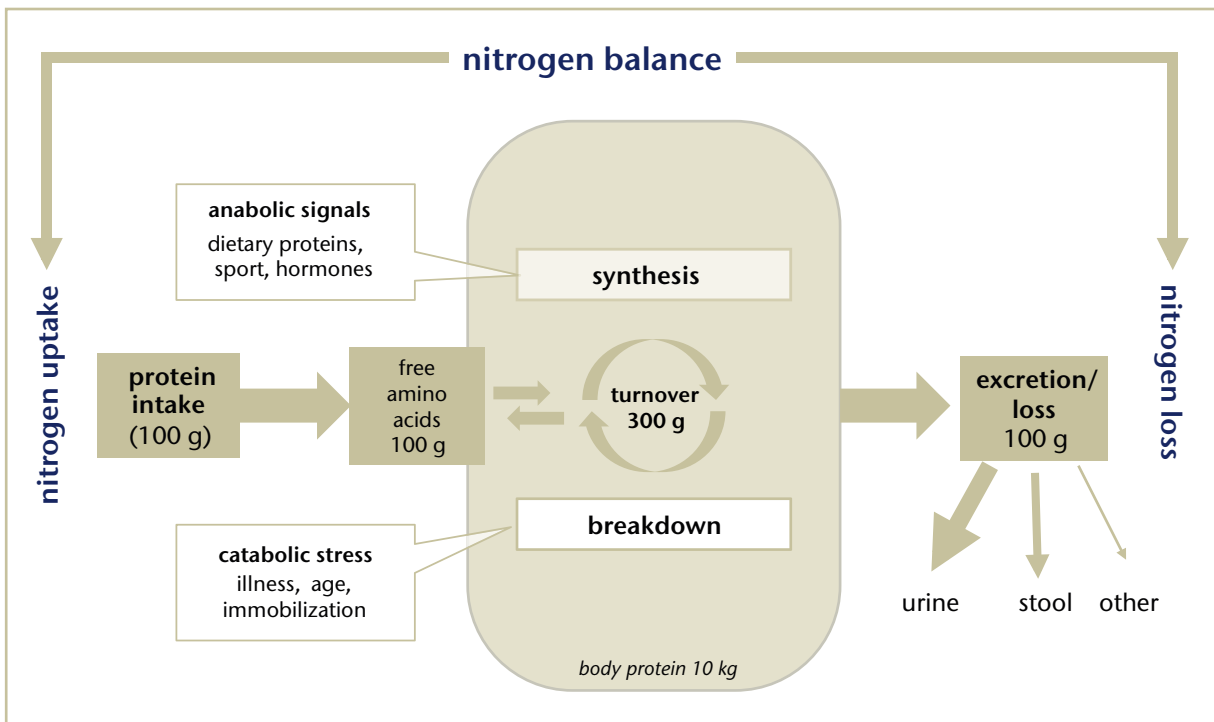 nitrogen balance
nitrogen uptake
anabolic signals
dietary proteins,
sport, hormones
synthesis
protein
intake
(100 g)
free
amino
acids
100 g
turnover
300 g
excretion/
loss
100 g
nitrogen loss
breakdown
catabolic stress
illness, age,
immobilization
urine
stool
other
body protein 10 kg